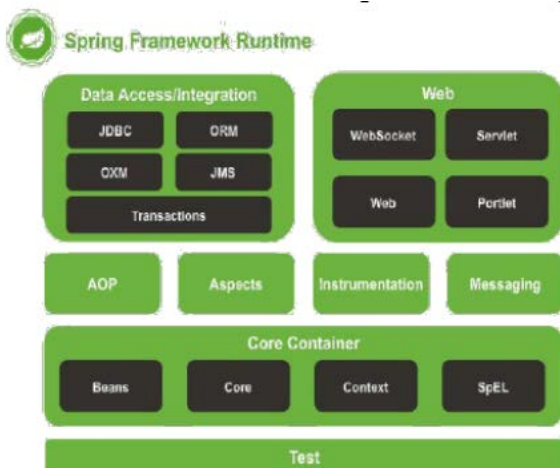 Spring Framework Runtime
Data Access/Integration
Web
JDBC ORM
WebSocket Servlet
OXM JMS
Web Portlet
Transactions
AOP Aspects Instrumentation Messaging
Core Container
Beans Core Context SpEL
Test